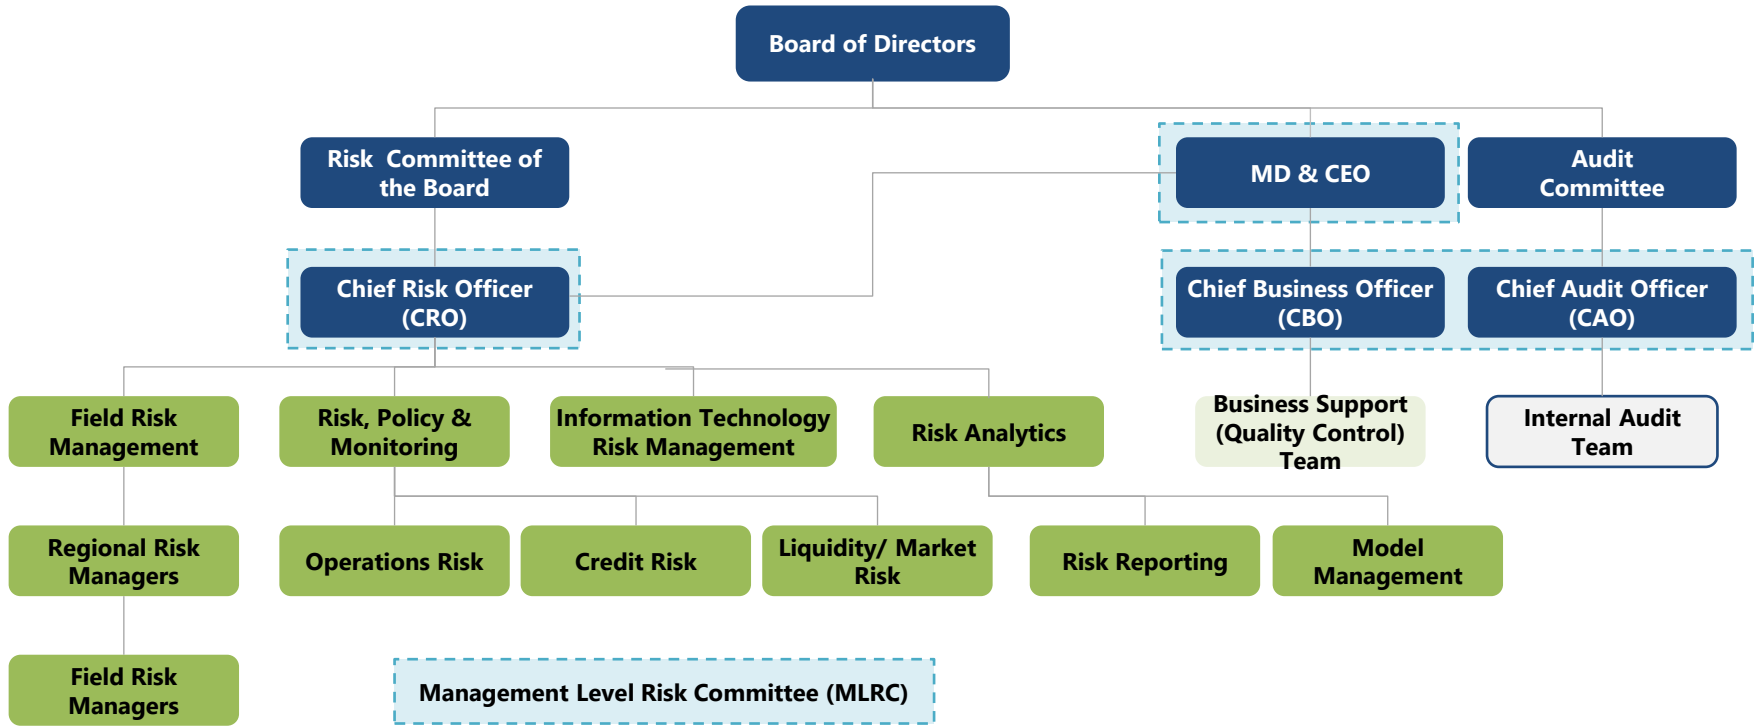 Board of Directors
Risk Committee of
the Board
MD & CEO
Audit
Committee
Chief Risk Officer
(CRO)
Chief Business Officer
(CBO)
Chief Audit Officer
(CAO)
Field Risk
Management
Risk, Policy &
Monitoring
Information Technology
Risk Management
Risk Analytics
Business Support
(Quality Control)
Team
Internal Audit
Team
Regional Risk
Managers
Operations Risk
Credit Risk
Liquidity/ Market
Risk
Risk Reporting
Model
Management
Field Risk
Managers
Management Level Risk Committee (MLRC)